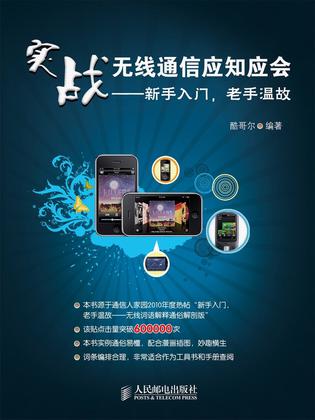 实战 无线通信应知应会
——新手入门，老手温故
酷哥尔 编著
本书源于通信人家园2010年度热帖“新手入门，
老手温故——无线词语解释通俗解剖版”
该贴点击量突破600000次
本书实例通俗易懂，配合漫画插图，妙趣横生
词条编排合理，非常适合作为工具书和手册查阅
人民邮电出版社
POSTS & TELECOM PRESS